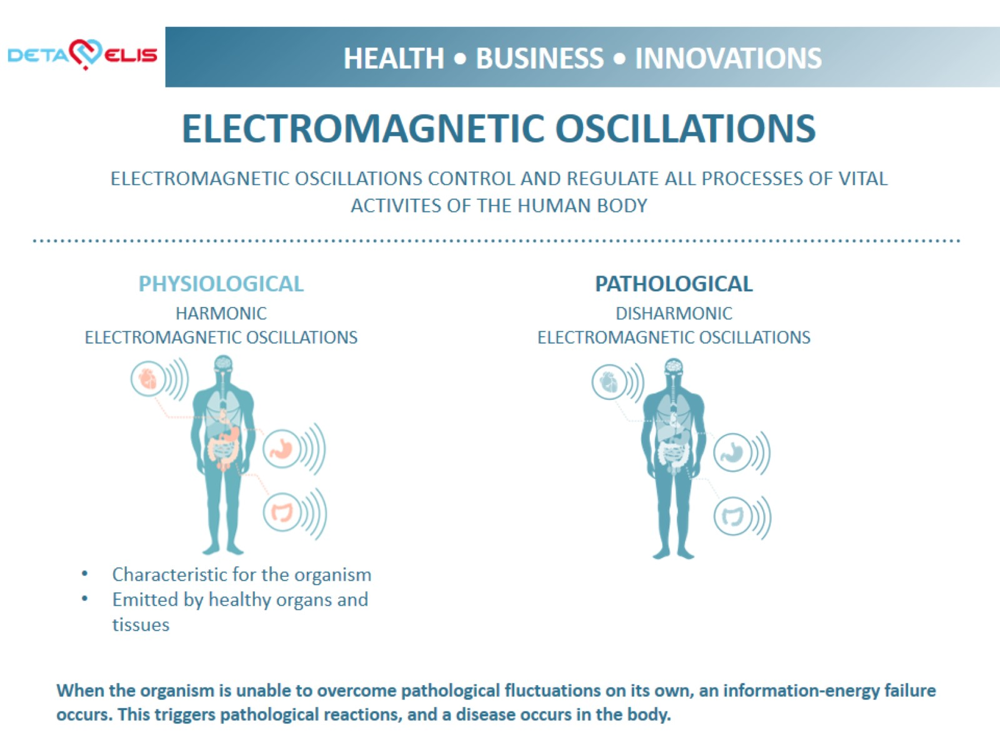 DETA ELIS
HEALTH • BUSINESS • INNOVATIONS
ELECTROMAGNETIC OSCILLATIONS
ELECTROMAGNETIC OSCILLATIONS CONTROL AND REGULATE ALL PROCESSES OF VITAL
ACTIVITES OF THE HUMAN BODY
PHYSIOLOGICAL
HARMONIC
ELECTROMAGNETIC OSCILLATIONS
• Characteristic for the organism
• Emitted by healthy organs and
tissues
PATHOLOGICAL
DISHARMONIC
ELECTROMAGNETIC OSCILLATIONS
When the organism is unable to overcome pathological fluctuations on its own, an information-energy failure
occurs. This triggers pathological reactions, and a disease occurs in the body.